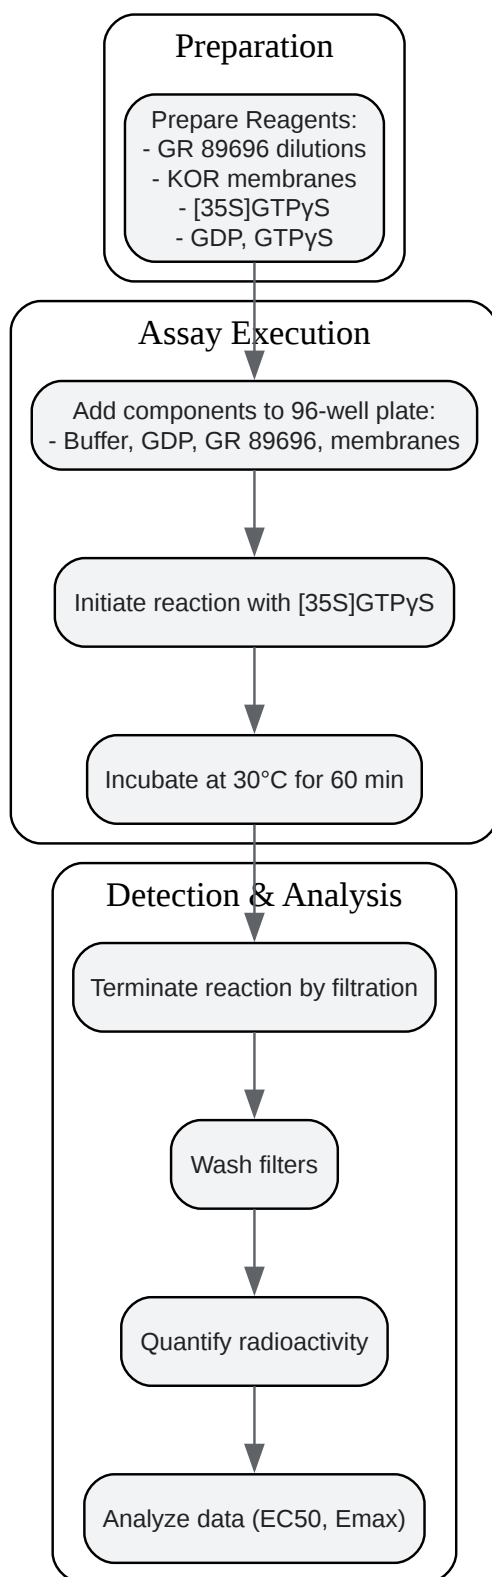 Preparation
Prepare Reagents:
- GR 89696 dilutions
- KOR membranes
- [35S]GTPγS
- GDP, GTPγS
Assay Execution
Add components to 96-well plate:
- Buffer, GDP, GR 89696, membranes
Initiate reaction with [35S]GTPγS
Incubate at 30°C for 60 min
Detection & Analysis
Terminate reaction by filtration
Wash filters
Quantify radioactivity
Analyze data (EC50, Emax)